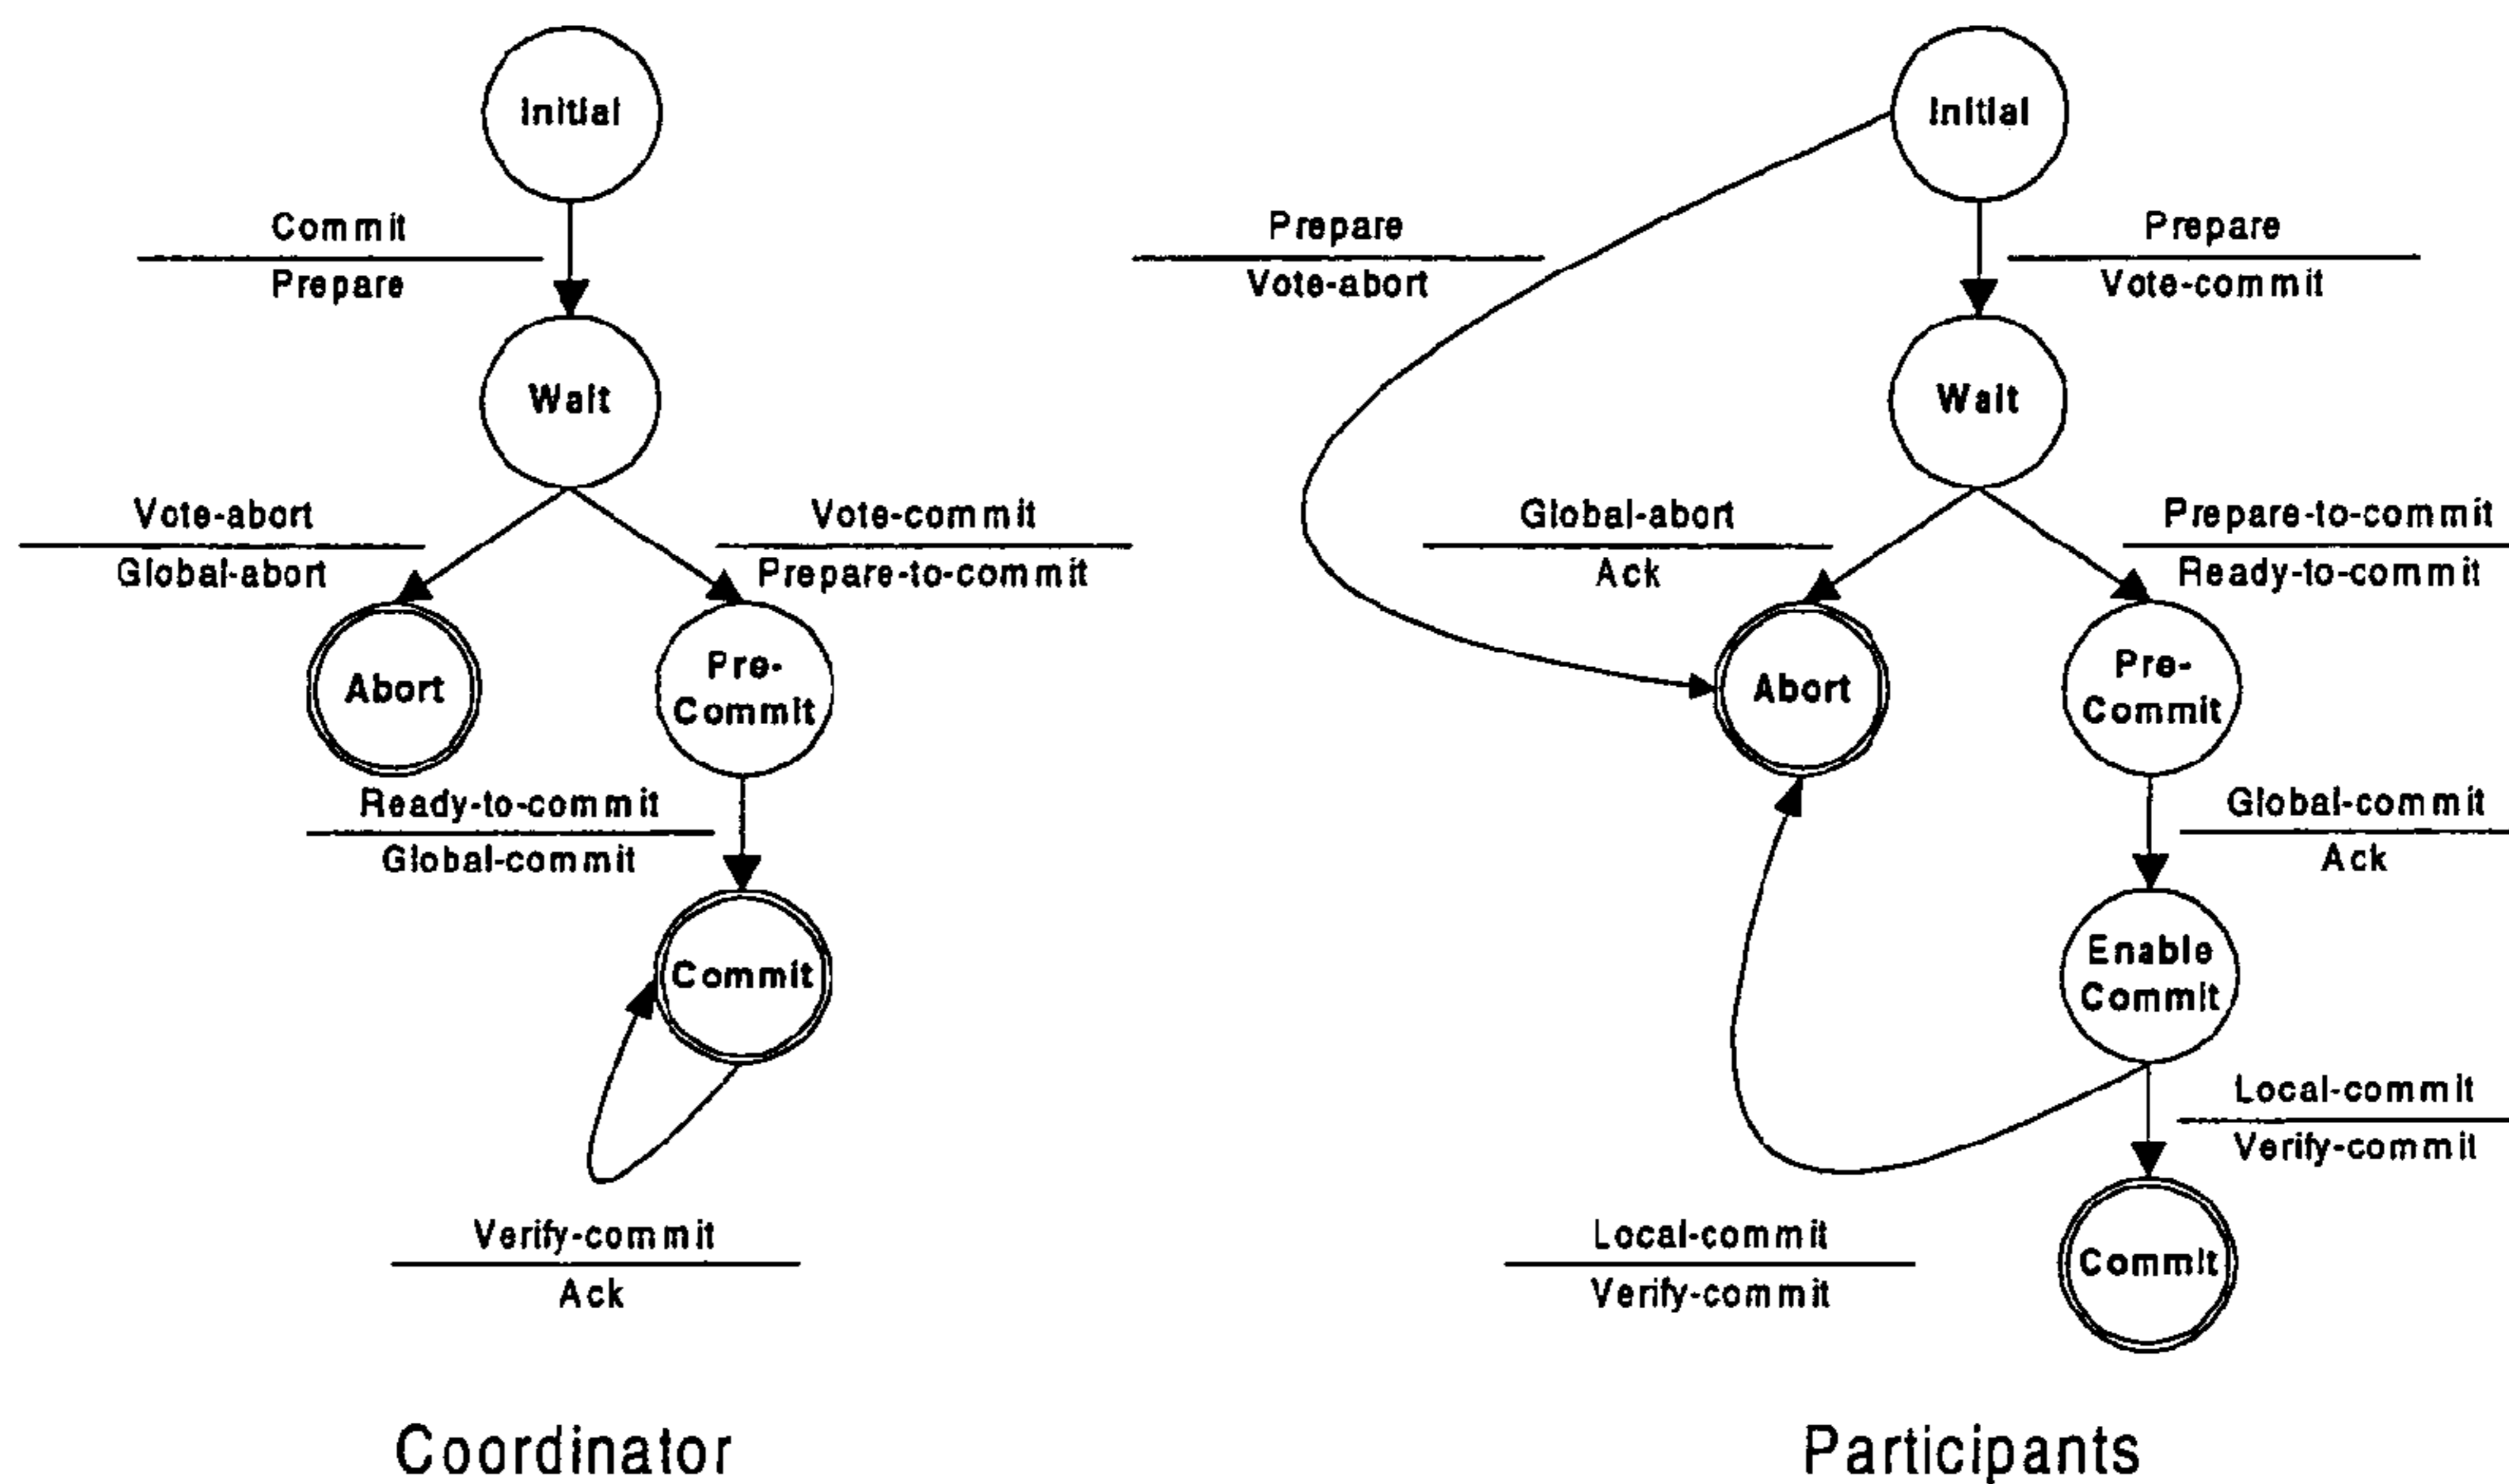 Initial
Commit
Prepare
Wait
Vote-abort
Global-abort
Vote-commit
Prepare-to-commit
Abort
Pre-
Commit
Ready-to-commit
Global-commit
Commit
Verify-commit
Ack
Coordinator
Initial
Prepare
Vote-abort
Prepare
Vote-commit
Wait
Global-abort
Ack
Prepare-to-commit
Ready-to-commit
Abort
Pre-
Commit
Global-commit
Ack
Enable
Commit
Local-commit
Verify-commit
Local-commit
Verify-commit
Commit
Participants